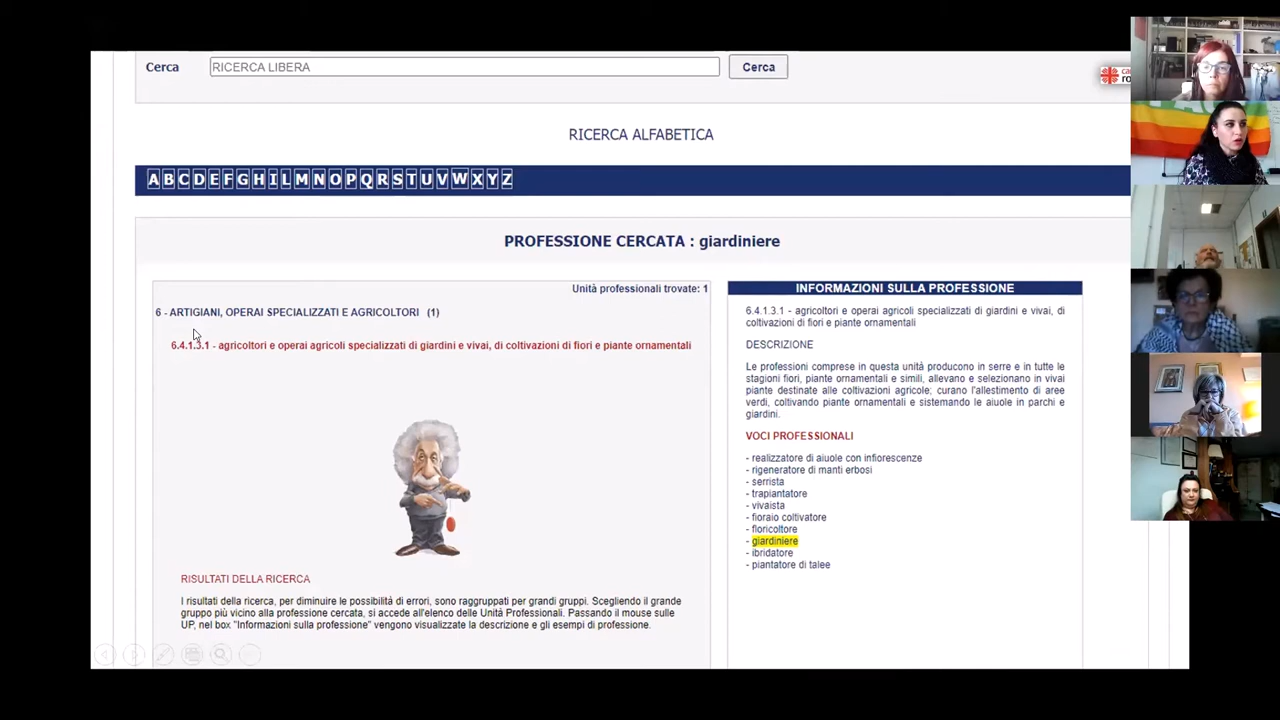 Cerca
RICERCA LIBERA
Cerca
RICERCA ALFABETICA
A B C D E F G H I L M N O P Q R S T U V W X Y Z
PROFESSIONE CERCATA : giardiniere
Unità professionali trovate: 1
6 - ARTIGIANI, OPERAI SPECIALIZZATI E AGRICOLTORI (1)
6.4.1.3.1 - agricoltori e operai agricoli specializzati di giardini e vivai, di coltivazioni di fiori e piante ornamentali
RISULTATI DELLA RICERCA
I risultati della ricerca, per diminuire le possibilità di errori, sono raggruppati per grandi gruppi. Scegliendo il grande
gruppo più vicino alla professione cercata, si accede all'elenco delle Unità Professionali. Passando il mouse sulle
UP, nel box "Informazioni sulla professione" vengono visualizzate la descrizione e gli esempi di professione.
INFORMAZIONI SULLA PROFESSIONE
6.4.1.3.1 - agricoltori e operai agricoli specializzati di giardini e vivai, di
coltivazioni di fiori e piante ornamentali
DESCRIZIONE
Le professioni comprese in questa unità producono in serre e in tutte le
stagioni fiori, piante ornamentali e simili, allevano e selezionano in vivai
piante destinate alle coltivazioni agricole; curano l'allestimento di aree
verdi, coltivando piante ornamentali e sistemando le aiuole in parchi e
giardini.
VOCI PROFESSIONALI
- realizzatore di aiuole con infiorescenze
- rigeneratore di manti erbosi
- serrista
- trapiantatore
- vivaista
- fioraio coltivatore
- floricoltore
- giardiniere
- ibridatore
- piantatore di talee